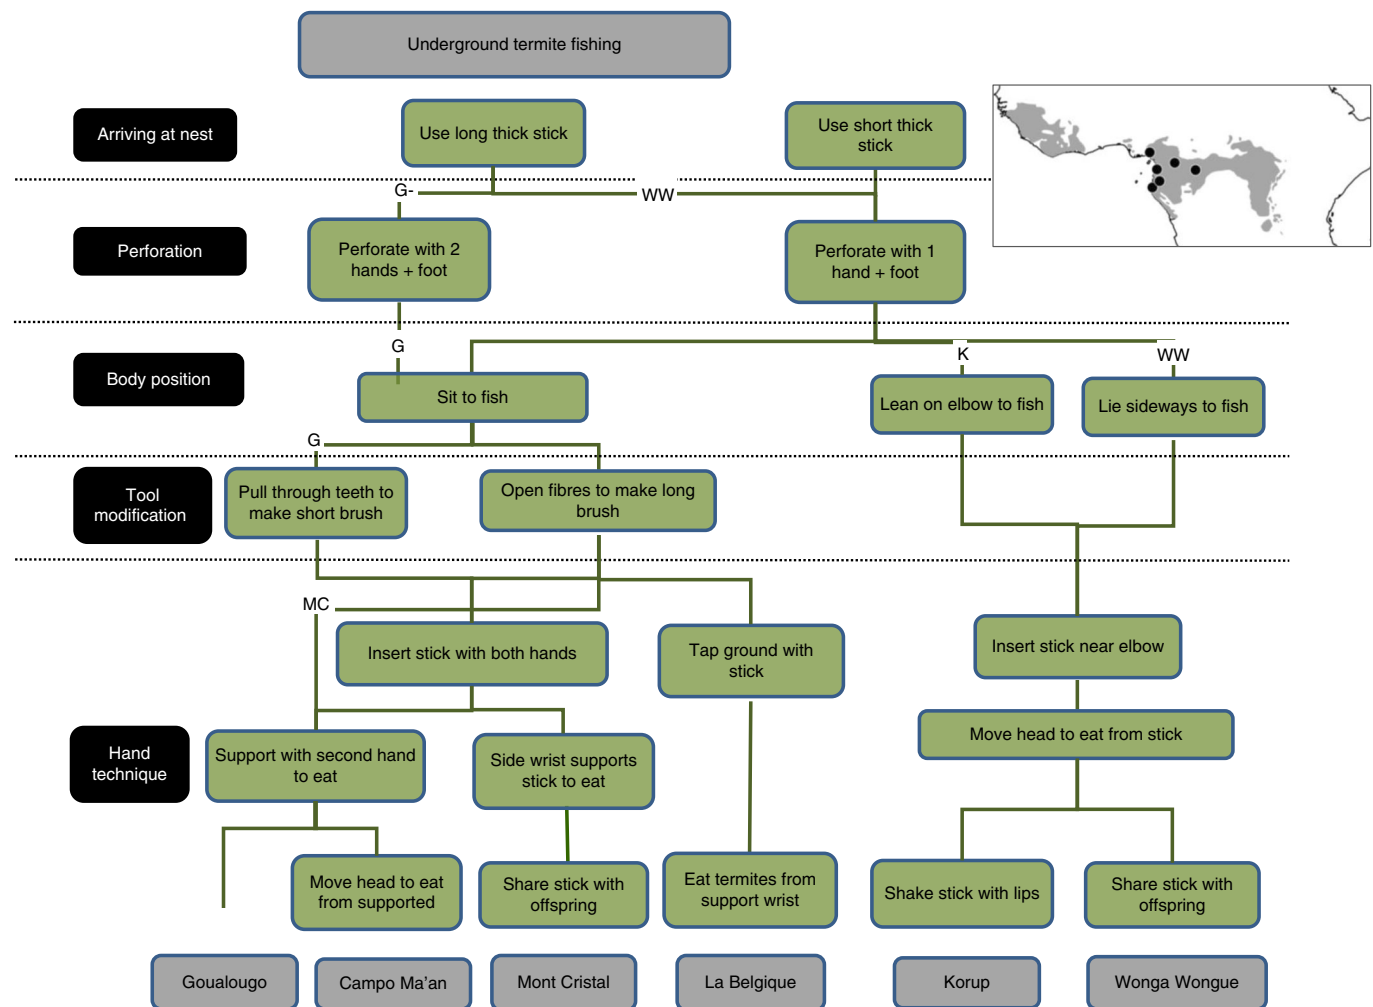 Underground termite fishing
Arriving at nest
Use long thick stick
Use short thick
stick
G-
WW
Perforation
Perforate with 2
hands + foot
Perforate with 1
hand + foot
G
K
WW
Body position
Sit to fish
Lean on elbow to fish
Lie sideways to fish
G
Tool
modification
Pull through teeth to
make short brush
Open fibres to make long
brush
MC
Insert stick with both hands
Tap ground with
stick
Insert stick near elbow
Hand
technique
Support with second hand
to eat
Side wrist supports
stick to eat
Move head to eat from stick
Move head to eat
from supported
Share stick with
offspring
Eat termites from
support wrist
Shake stick with lips
Share stick with
offspring
Goualougo
Campo Ma'an
Mont Cristal
La Belgique
Korup
Wonga Wongue